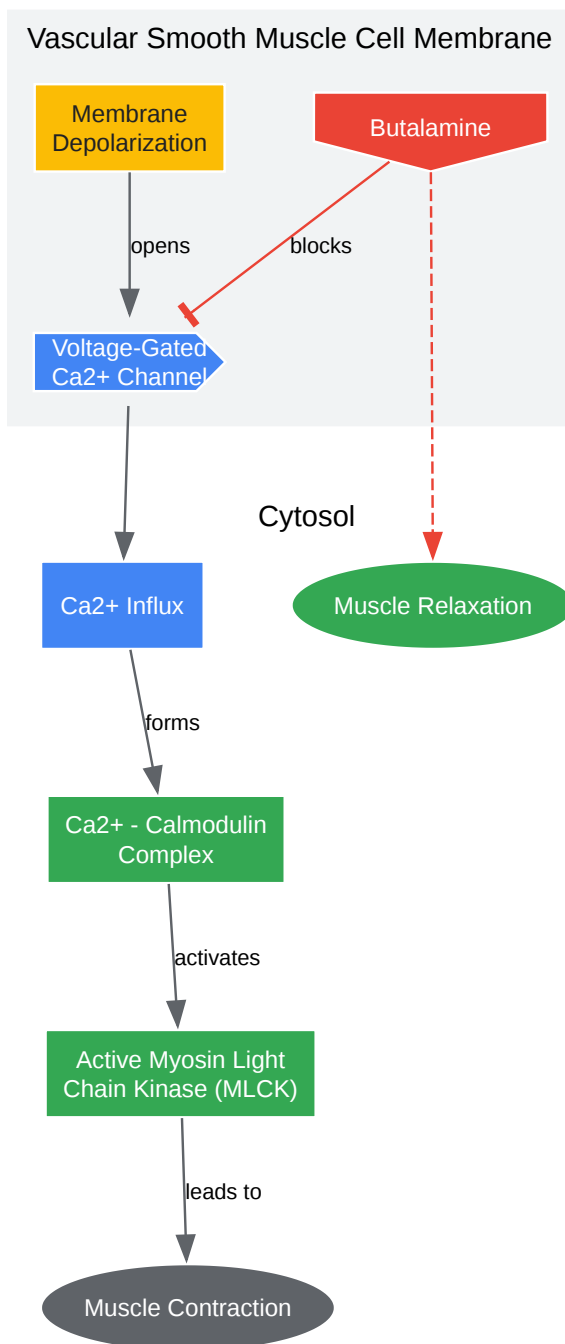 Vascular Smooth Muscle Cell Membrane
Membrane
Depolarization
Butalamine
opens
blocks
Voltage-Gated
Ca2+ Channel
Cytosol
Ca2+ Influx
Muscle Relaxation
forms
Ca2+ - Calmodulin
Complex
activates
Active Myosin Light
Chain Kinase (MLCK)
leads to
Muscle Contraction